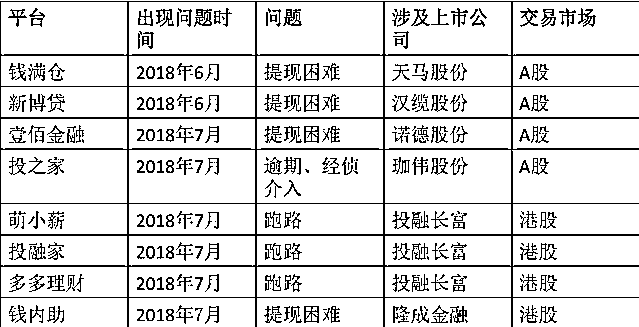 平台 出现问题时间 问题 涉及上市公司 交易市场
钱满仓 2018年6月 提现困难 天马股份 A股
新博贷 2018年6月 提现困难 汉缆股份 A股
壹佰金融 2018年7月 提现困难 诺德股份 A股
投之家 2018年7月 逾期、经侦介入 珈伟股份 A股
萌小薪 2018年7月 跑路 投融长富 港股
投融家 2018年7月 跑路 投融长富 港股
多多理财 2018年7月 跑路 投融长富 港股
钱内助 2018年7月 提现困难 隆成金融 港股